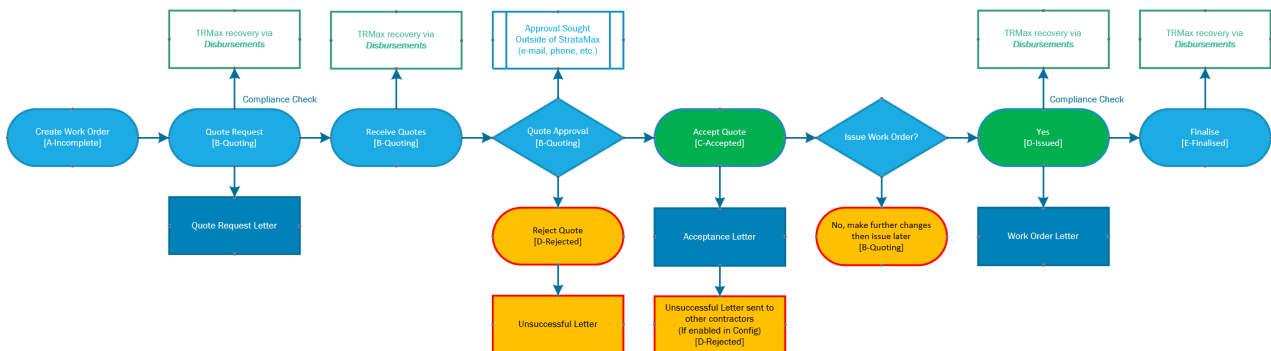 TRMax recovery via
Disbursements
TRMax recovery via
Disbursements
Approval Sought
Outside of StrataMax
(e-mail, phone, etc.)
TRMax recovery via
Disbursements
TRMax recovery via
Disbursements
Compliance Check
Compliance Check
Create Work Order
[A-Incomplete]
Quote Request
[B-Quoting]
Receive Quotes
[B-Quoting]
Quote Approval
[B-Quoting]
Accept Quote
[C-Accepted]
Issue Work Order?
Yes
[D-Issued]
Finalise
[E-Finalised]
Quote Request Letter
Reject Quote
[D-Rejected]
Acceptance Letter
No, make further changes
then issue later
[B-Quoting]
Work Order Letter
Unsuccessful Letter
Unsuccessful Letter sent to
other contractors
(If enabled in Config)
[D-Rejected]